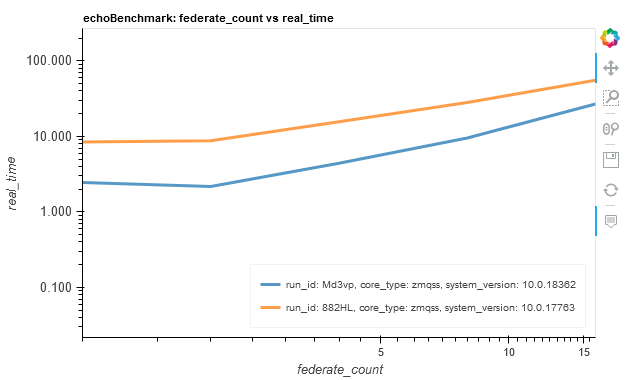 echoBenchmark: federate_count vs real_time
100.000
10.000
1.000
0.100
real_time
run_id: Md3vp, core_type: zmqss, system_version: 10.0.18362
run_id: 882HL, core_type: zmqss, system_version: 10.0.17763
5
10
15
federate_count